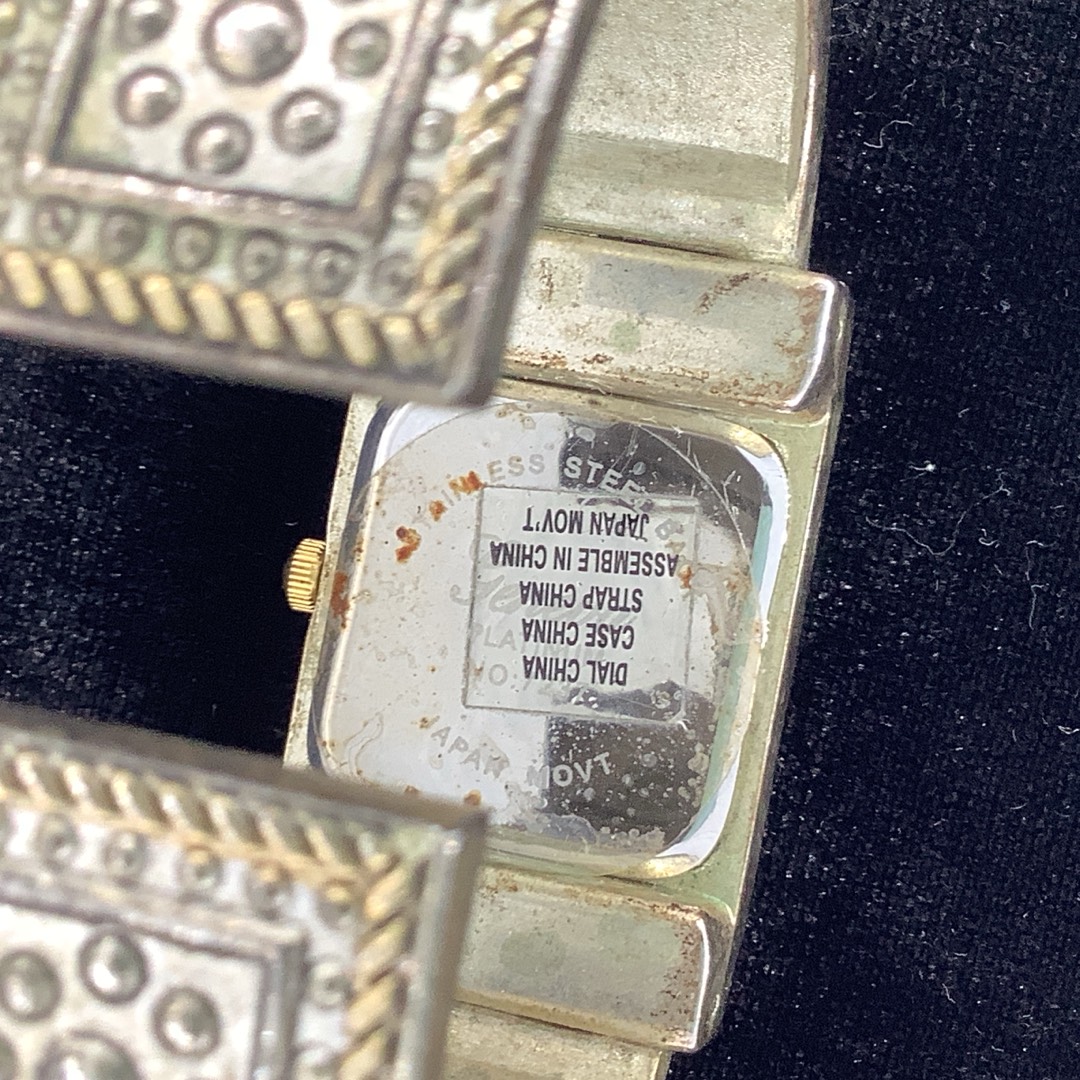 STAINLESS STEEL
JAPAN MOVT
DIAL CHINA
CASE CHINA
STRAP CHINA
ASSEMBLE IN CHINA
JAPAN MOV'T